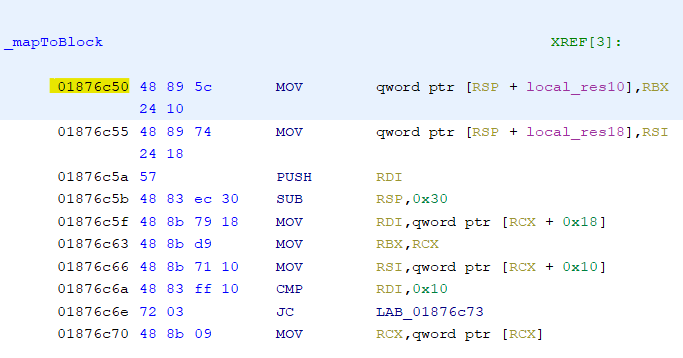 _mapToBlock XREF[3]:
01876c50 48 89 5c MOV qword ptr [RSP + local_res10],RBX
24 10
01876c55 48 89 74 MOV qword ptr [RSP + local_res18],RSI
24 18
01876c5a 57 PUSH RDI
01876c5b 48 83 ec 30 SUB RSP,0x30
01876c5f 48 8b 79 18 MOV RDI,qword ptr [RCX + 0x18]
01876c63 48 8b d9 MOV RBX,RCX
01876c66 48 8b 71 10 MOV RSI,qword ptr [RCX + 0x10]
01876c6a 48 83 ff 10 CMP RDI,0x10
01876c6e 72 03 JC LAB_01876c73
01876c70 48 8b 09 MOV RCX,qword ptr [RCX]